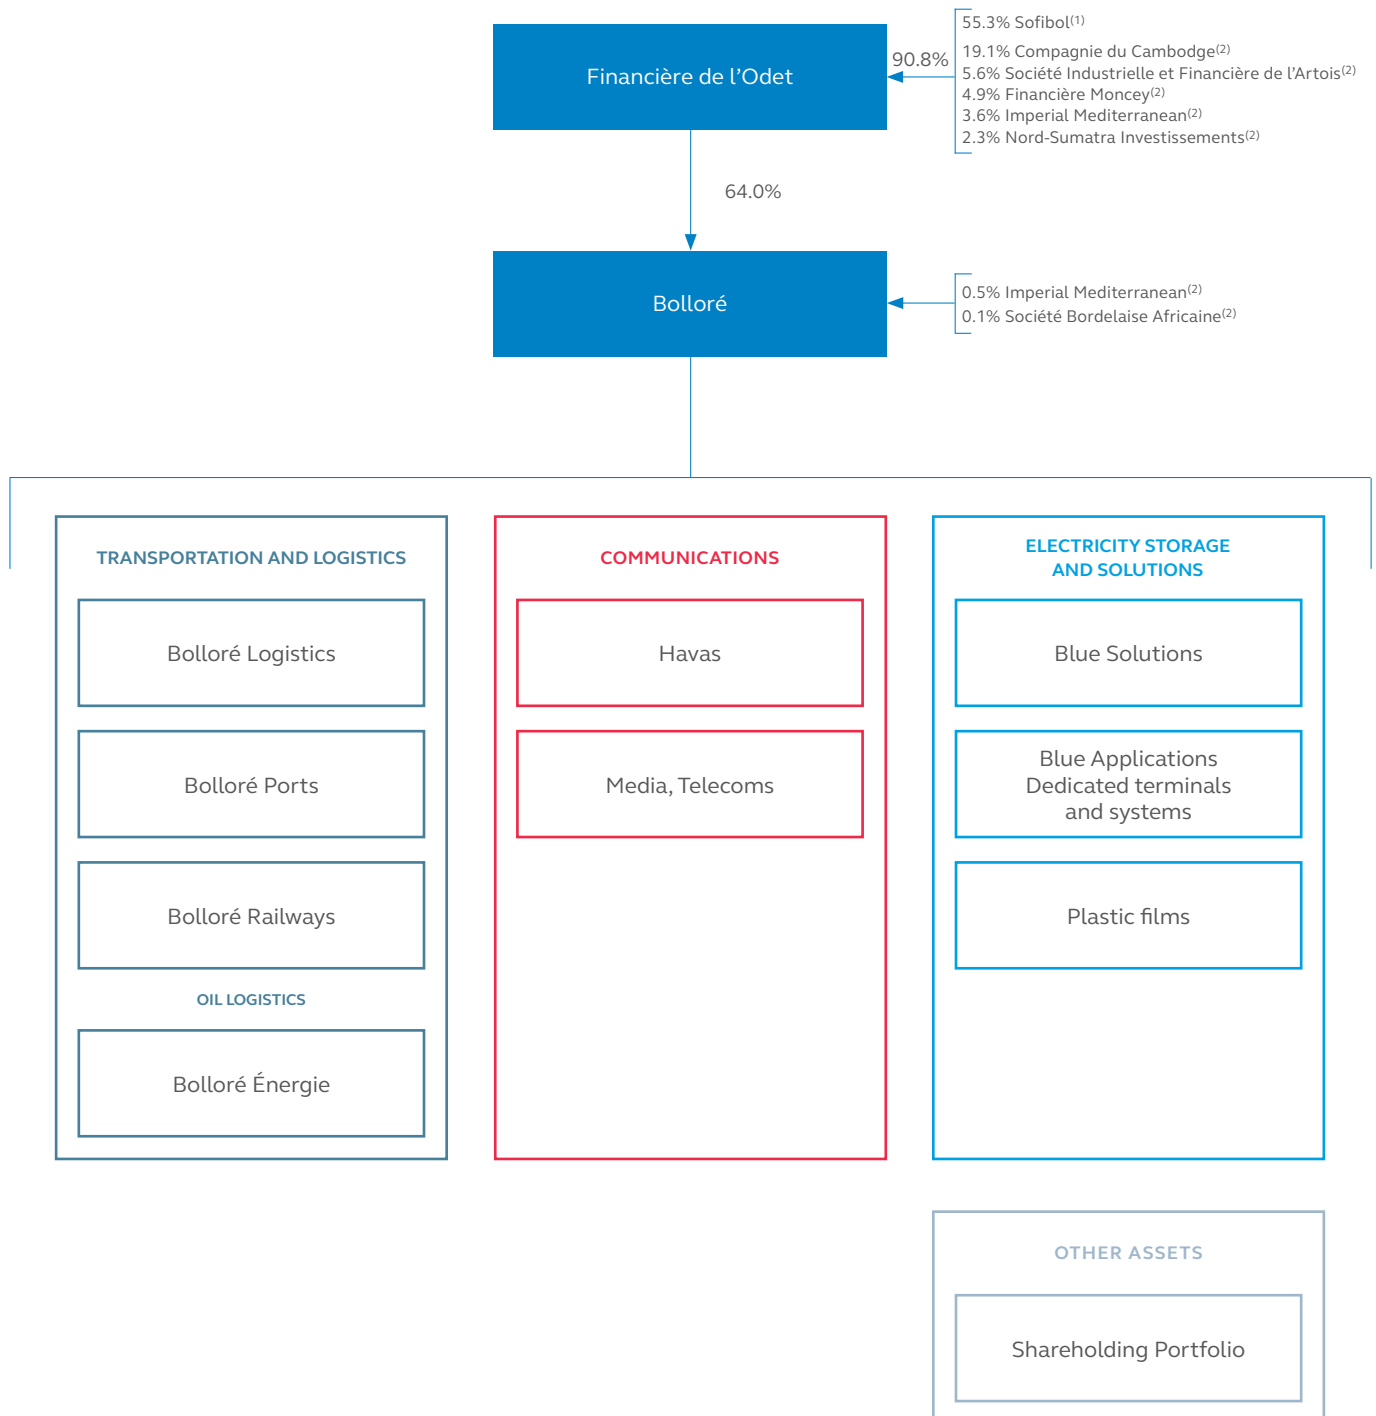 55.3% Sofibol(1)
19.1% Compagnie du Cambodge(2)
5.6% Société Industrielle et Financière de l’Artois(2)
4.9% Financière Moncey(2)
3.6% Imperial Mediterranean(2)
2.3% Nord-Sumatra Investissements(2)
90.8%
Financière de l’Odet
64.0%
Bolloré
0.5% Imperial Mediterranean(2)
0.1% Société Bordelaise Africaine(2)
TRANSPORTATION AND LOGISTICS
Bolloré Logistics
Bolloré Ports
Bolloré Railways
OIL LOGISTICS
Bolloré Énergie
COMMUNICATIONS
Havas
Media, Telecoms
ELECTRICITY STORAGE
AND SOLUTIONS
Blue Solutions
Blue Applications
Dedicated terminals
and systems
Plastic films
OTHER ASSETS
Shareholding Portfolio